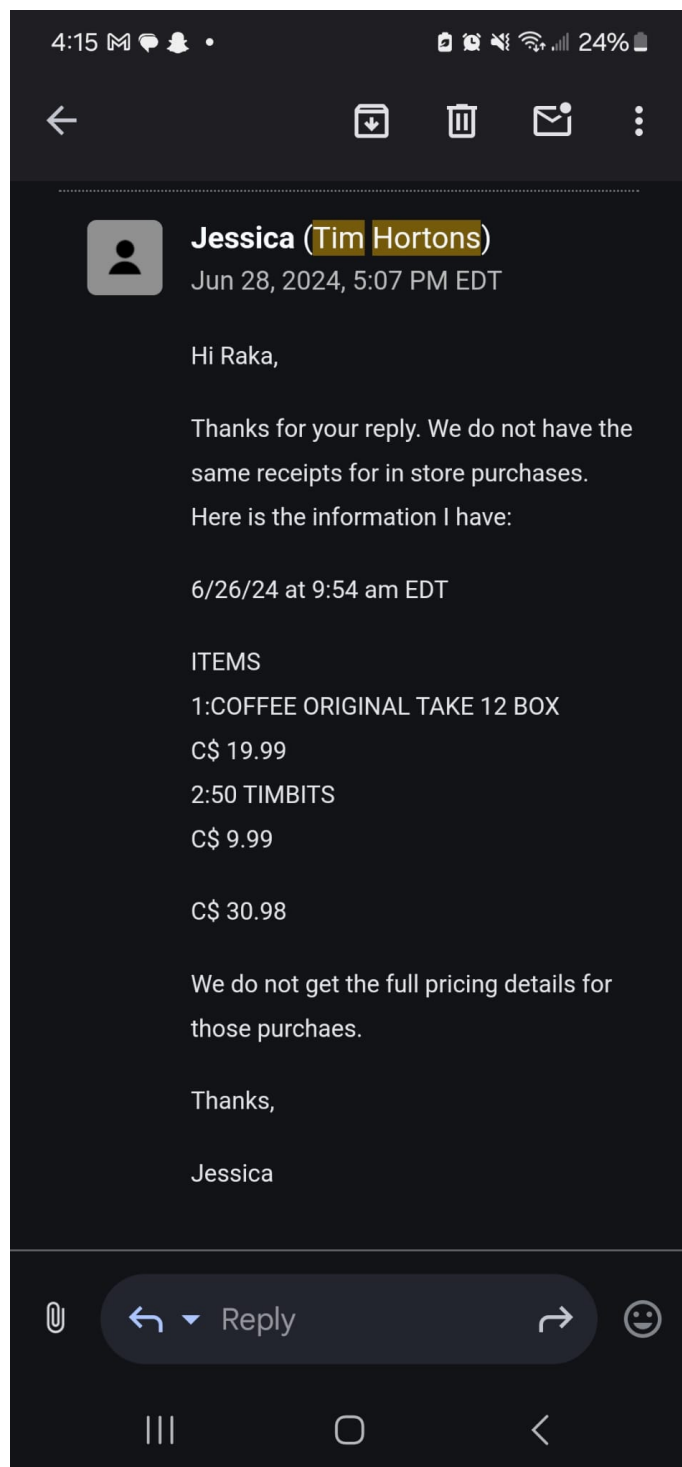 4:15
24%
Jessica (Tim Hortons)
Jun 28, 2024, 5:07 PM EDT
Hi Raka,
Thanks for your reply. We do not have the
same receipts for in store purchases.
Here is the information I have:
6/26/24 at 9:54 am EDT
ITEMS
1:COFFEE ORIGINAL TAKE 12 BOX
C$ 19.99
2:50 TIMBITS
C$ 9.99
C$ 30.98
We do not get the full pricing details for
those purchaes.
Thanks,
Jessica
Reply